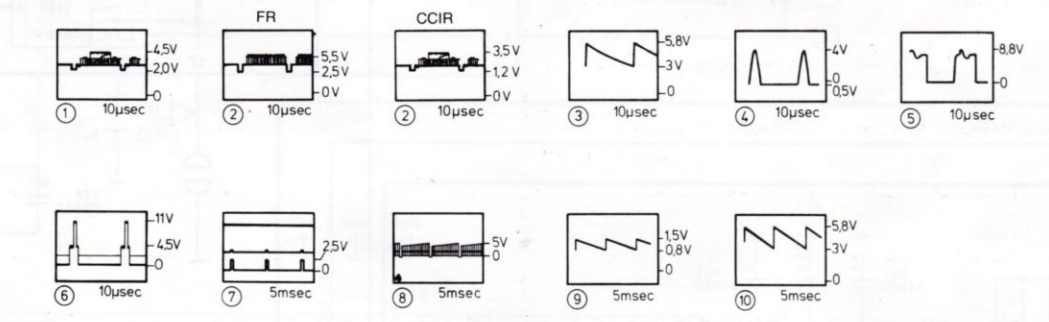 FR
CCIR
4,5V
2,0V
0
① 10µsec
5,5V
2,5V
0V
② 10µsec
3,5V
1,2V
0V
② 10µsec
5,8V
3V
0
③ 10µsec
4V
0
0,5V
④ 10µsec
8,8V
0
⑤ 10µsec
11V
4,5V
0
⑥ 10µsec
2,5V
0
⑦ 5msec
5V
0
⑧ 5msec
1,5V
0,8V
0
⑨ 5msec
5,8V
3V
0
⑩ 5msec